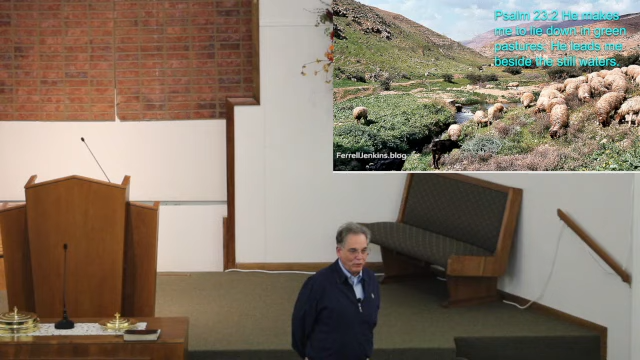 Psalm 23:2 He makes
me to lie down in green
pastures. He leads me
beside the still waters.
FerrellJenkins.blog